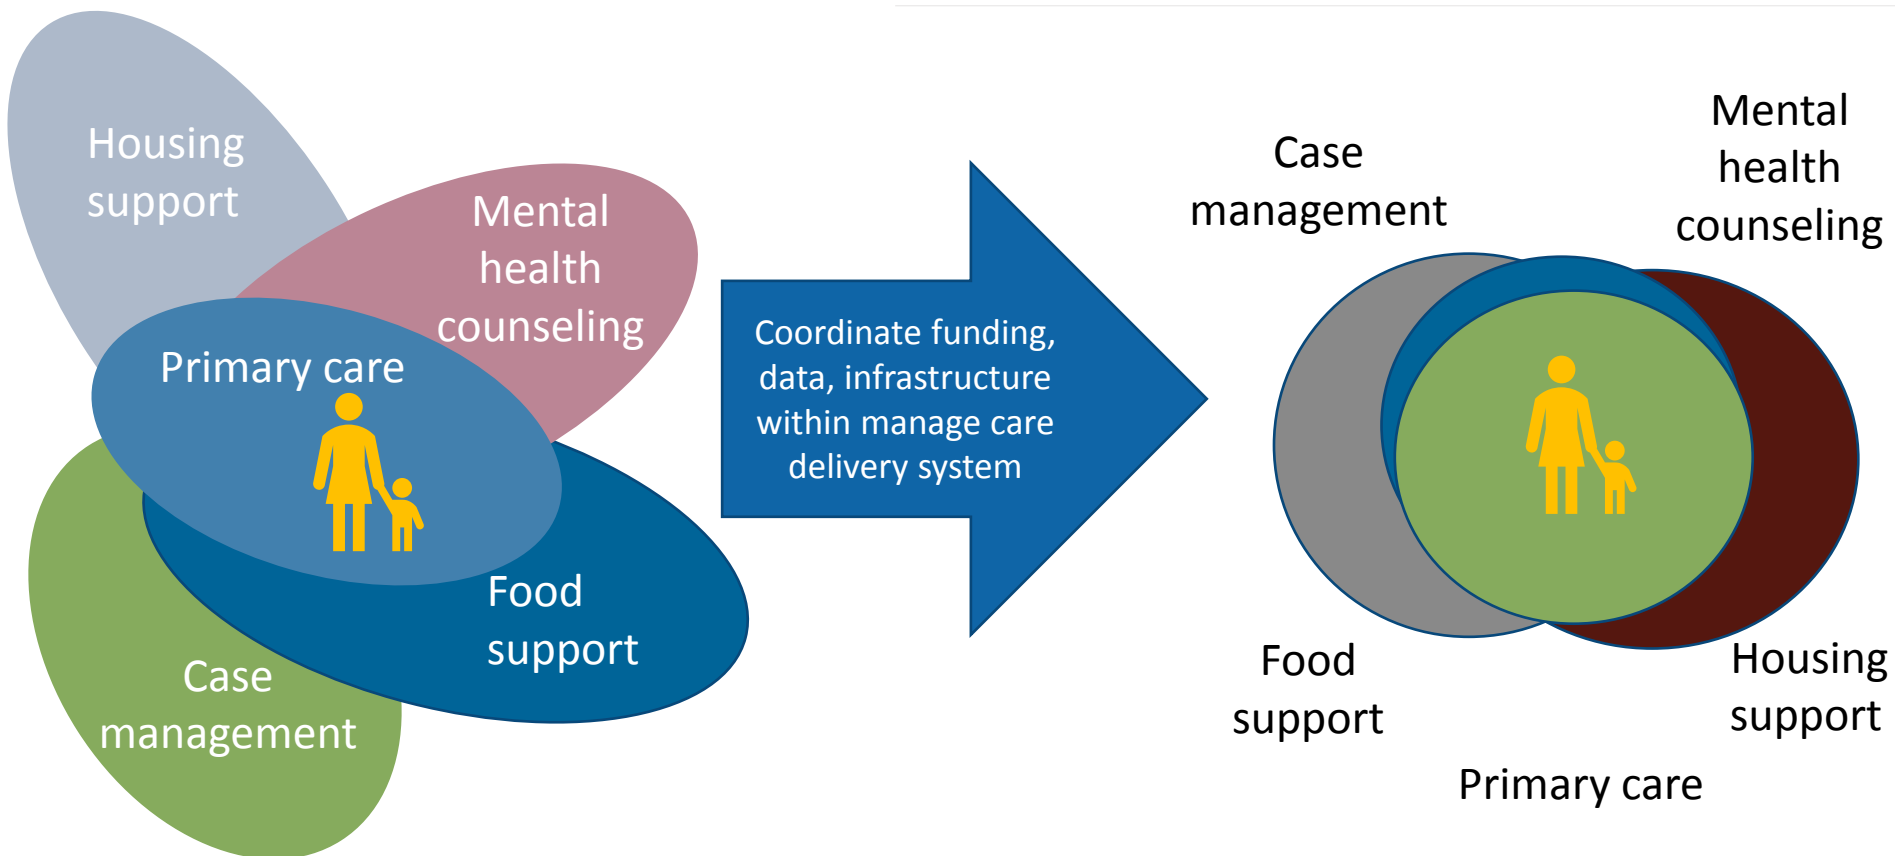 Housing
support
Mental
health
counseling
Primary care
Food
support
Case
management
Coordinate funding,
data, infrastructure
within manage care
delivery system
Case
management
Mental
health
counseling
Food
support
Housing
support
Primary care